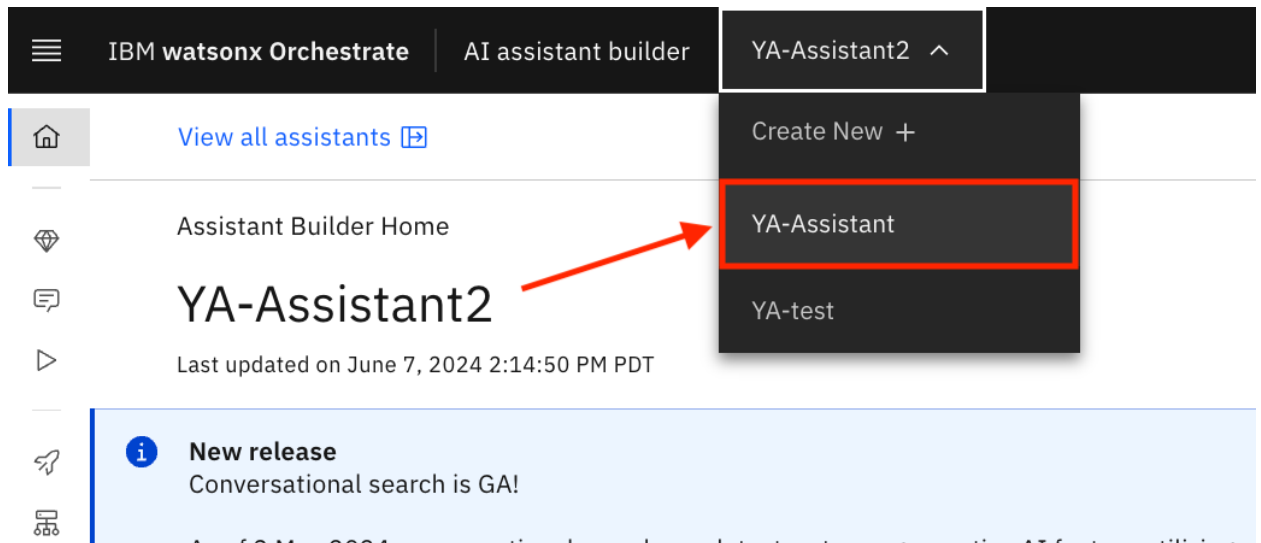 IBM watsonx Orchestrate
AI assistant builder
YA-Assistant2
Create New +
YA-Assistant
YA-test
View all assistants
Assistant Builder Home
YA-Assistant2
Last updated on June 7, 2024 2:14:50 PM PDT
New release
Conversational search is GA!